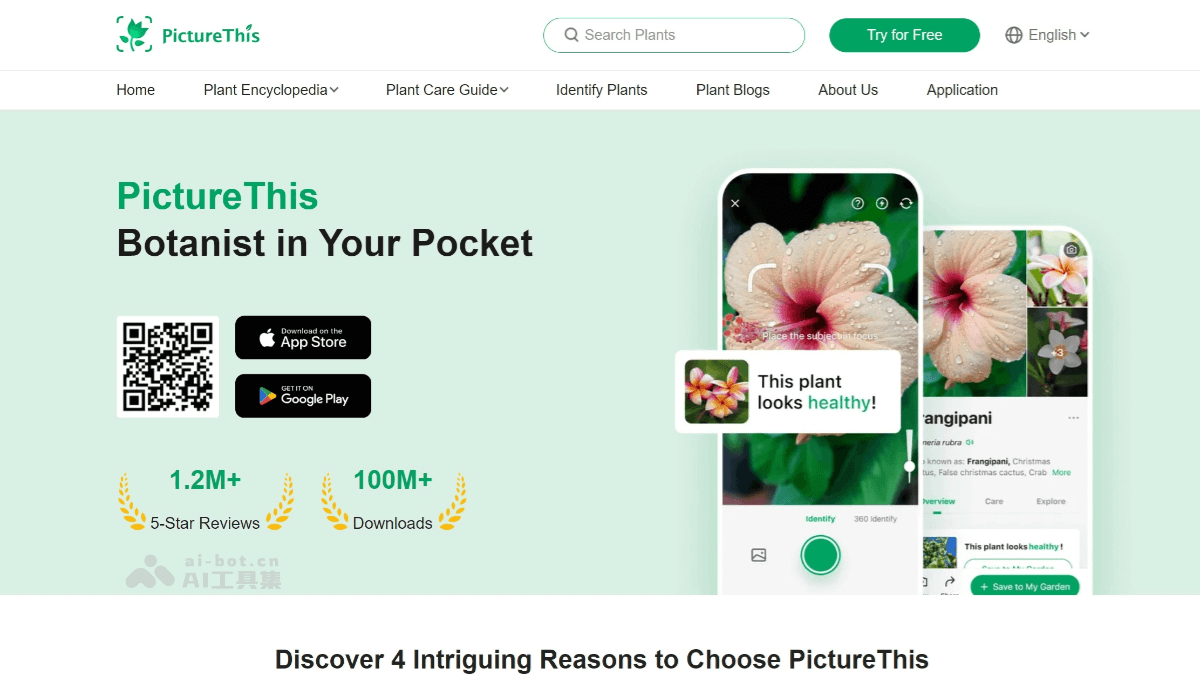 PictureThis
Search Plants
Try for Free
English
Home
Plant Encyclopedia
Plant Care Guide
Identify Plants
Plant Blogs
About Us
Application
PictureThis
Botanist in Your Pocket
Download on the
App Store
GET IT ON
Google Play
1.2M+
5-Star Reviews
100M+
Downloads
ai-bot.cn
AI工具集
Place the subject in focus
This plant
looks healthy!
Identify
360 Identify
+3
rangipani
meria rubra
known as: Frangipani, Christmas
tus, False christmas cactus, Crab More
verview
Care
Explore
This plant looks healthy!
Save to My Garden
+ Save to My Garden
Discover 4 Intriguing Reasons to Choose PictureThis